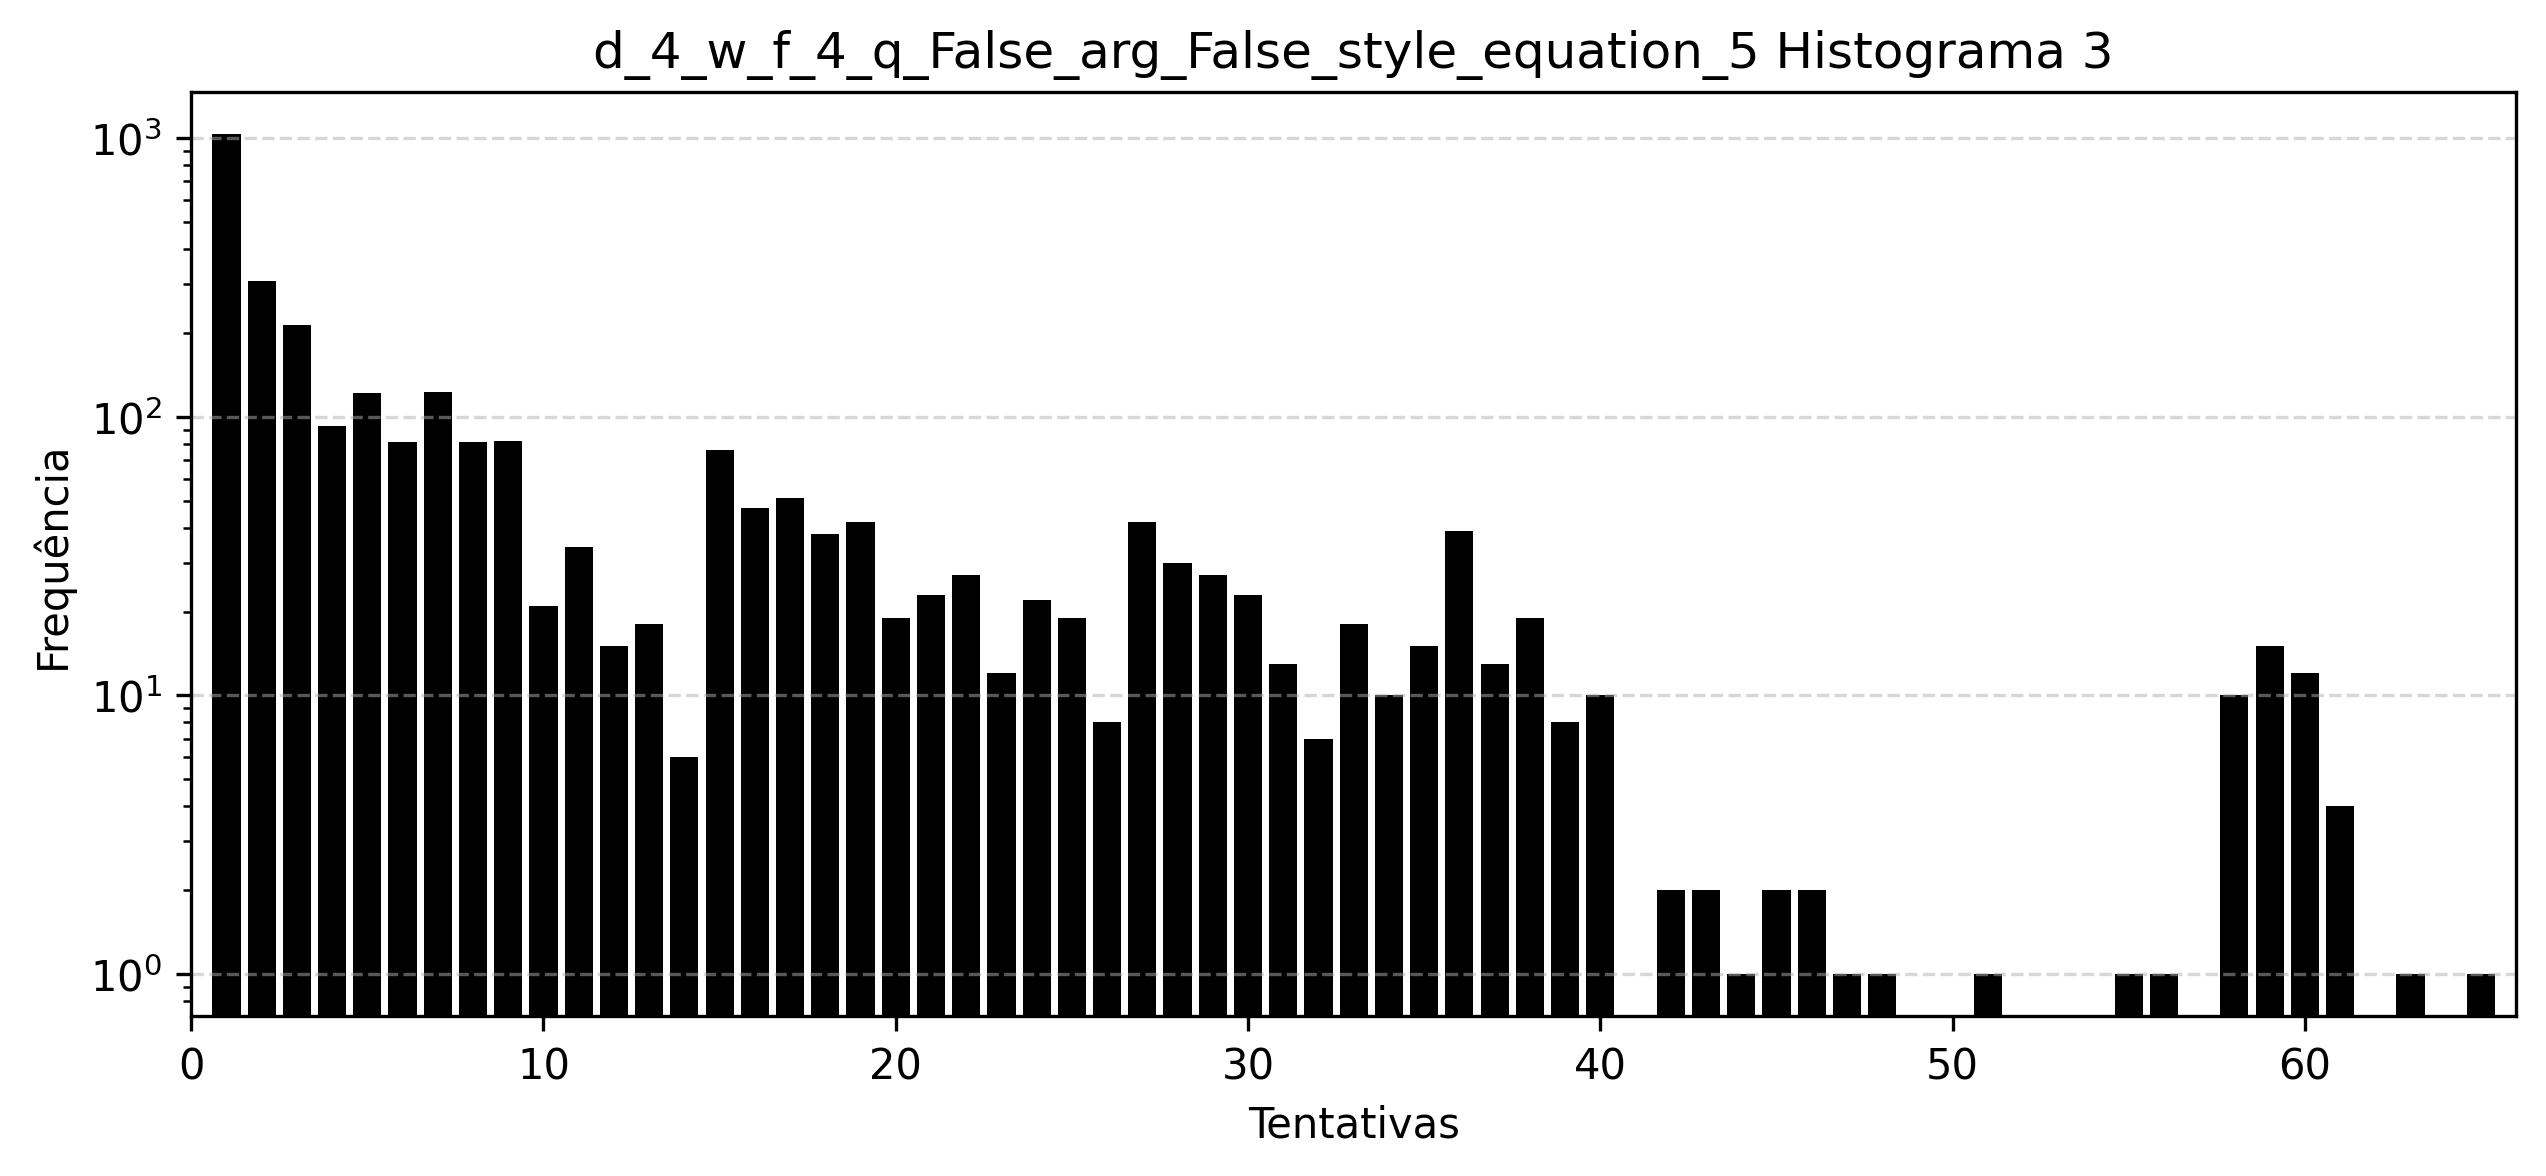 d_4_w_f_4_q_False_arg_False_style_equation_5 Histograma 3
10³
10²
10¹
10⁰
Frequência
0 10 20 30 40 50 60
Tentativas